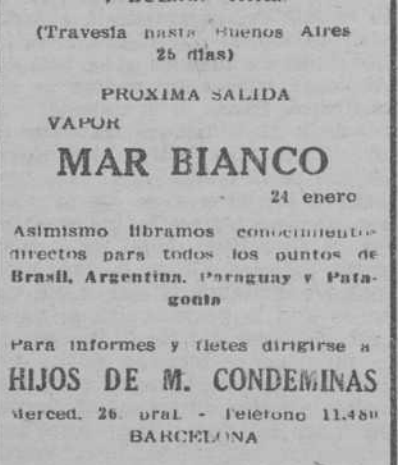 (Travesía hasta Buenos Aires
25 días)
PROXIMA SALIDA
VAPOR
MAR BIANCO
24 enero
Asimismo libramos conocimientos
directos para todos los puntos de
Brasil, Argentina, Paraguay y Pata-
gonia
Para informes y fletes dirigirse a
HIJOS DE M. CONDEMINAS
Merced, 26, pral. - Teléfono 11.480
BARCELONA